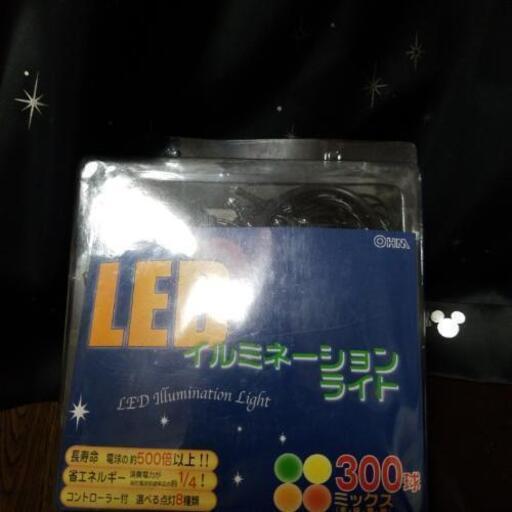 OHM
LED
イルミネーション
ライト
LED Illumination Light
長寿命 電球の約500倍以上!!
省エネルギー 消費電力が 約1/4!
コントローラー付 選べる点灯8種類
300球
ミックス